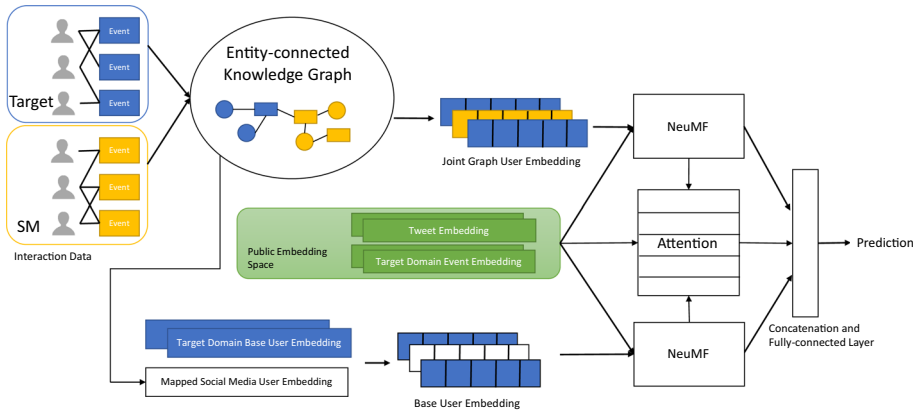 Event
Event
Event
Target
Event
Event
Event
SM
Interaction Data
Entity-connected
Knowledge Graph
Joint Graph User Embedding
Public Embedding
Space
Tweet Embedding
Target Domain Event Embedding
Target Domain Base User Embedding
Mapped Social Media User Embedding
Base User Embedding
NeuMF
Attention
NeuMF
Concatenation and
Fully-connected Layer
Prediction